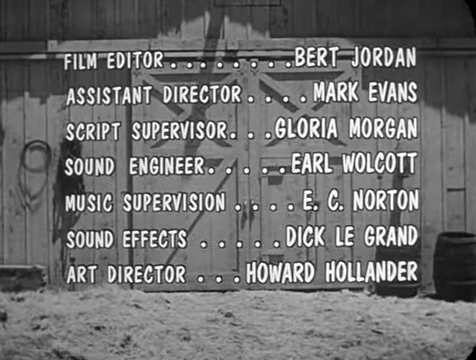 FILM EDITOR........BERT JORDAN
ASSISTANT DIRECTOR....MARK EVANS
SCRIPT SUPERVISOR...GLORIA MORGAN
SOUND ENGINEER.....EARL WOLCOTT
MUSIC SUPERVISION....E. C. NORTON
SOUND EFFECTS.....DICK LE GRAND
ART DIRECTOR...HOWARD HOLLANDER